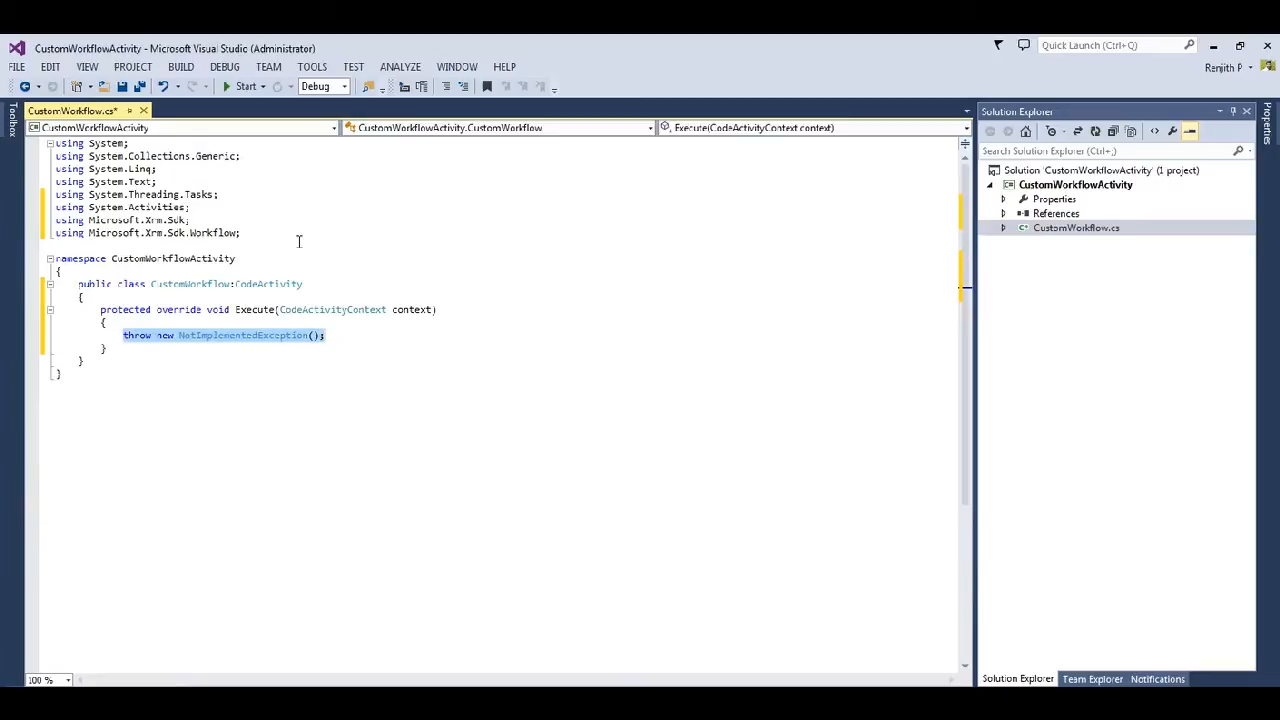 CustomWorkflowActivity - Microsoft Visual Studio (Administrator)
Quick Launch (Ctrl+Q)
FILE EDIT VIEW PROJECT BUILD DEBUG TEAM TOOLS TEST ANALYZE WINDOW HELP
Renjith P
Start
Debug
Toolbox
CustomWorkflow.cs*
CustomWorkflowActivity
CustomWorkflowActivity.CustomWorkflow
Execute(CodeActivityContext context)
using System;
using System.Collections.Generic;
using System.Linq;
using System.Text;
using System.Threading.Tasks;
using System.Activities;
using Microsoft.Xrm.Sdk;
using Microsoft.Xrm.Sdk.Workflow;
namespace CustomWorkflowActivity
{
public class CustomWorkflow:CodeActivity
{
protected override void Execute(CodeActivityContext context)
{
throw new NotImplementedException();
}
}
}
100 %
Solution Explorer
Search Solution Explorer (Ctrl+;)
Solution 'CustomWorkflowActivity' (1 project)
CustomWorkflowActivity
Properties
References
CustomWorkflow.cs
Solution Explorer Team Explorer Notifications
Properties